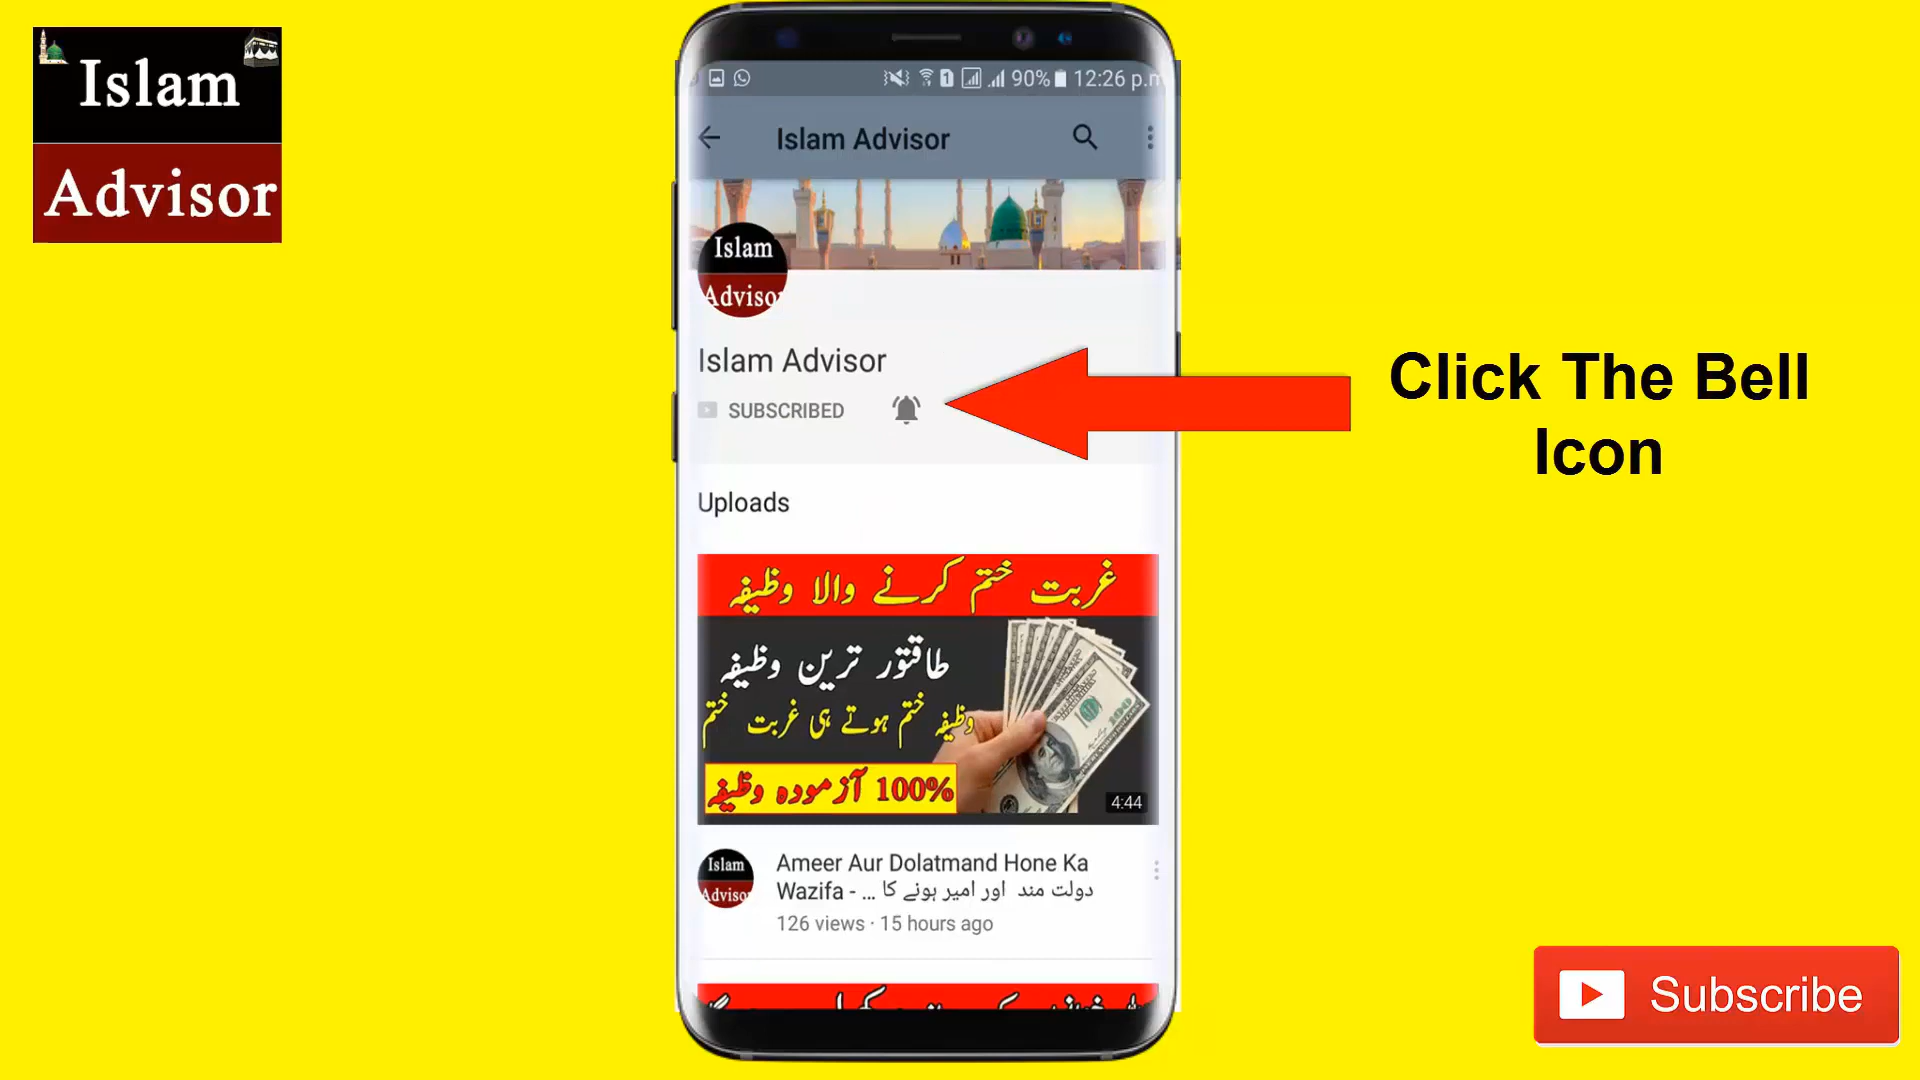 Islam
Advisor
90% 12:26 p.m
Islam Advisor
Islam
Advisor
Islam Advisor
SUBSCRIBED
Click The Bell
Icon
Uploads
غربت ختم کرنے والا وظیفہ
طاقتور ترین وظیفہ
وظیفہ ختم ہوتے ہی غربت ختم
100% آزمودہ وظیفہ
4:44
Islam
Advisor
Ameer Aur Dolatmand Hone Ka
Wazifa - ... دولت مند اور امیر ہونے کا
126 views · 15 hours ago
Subscribe